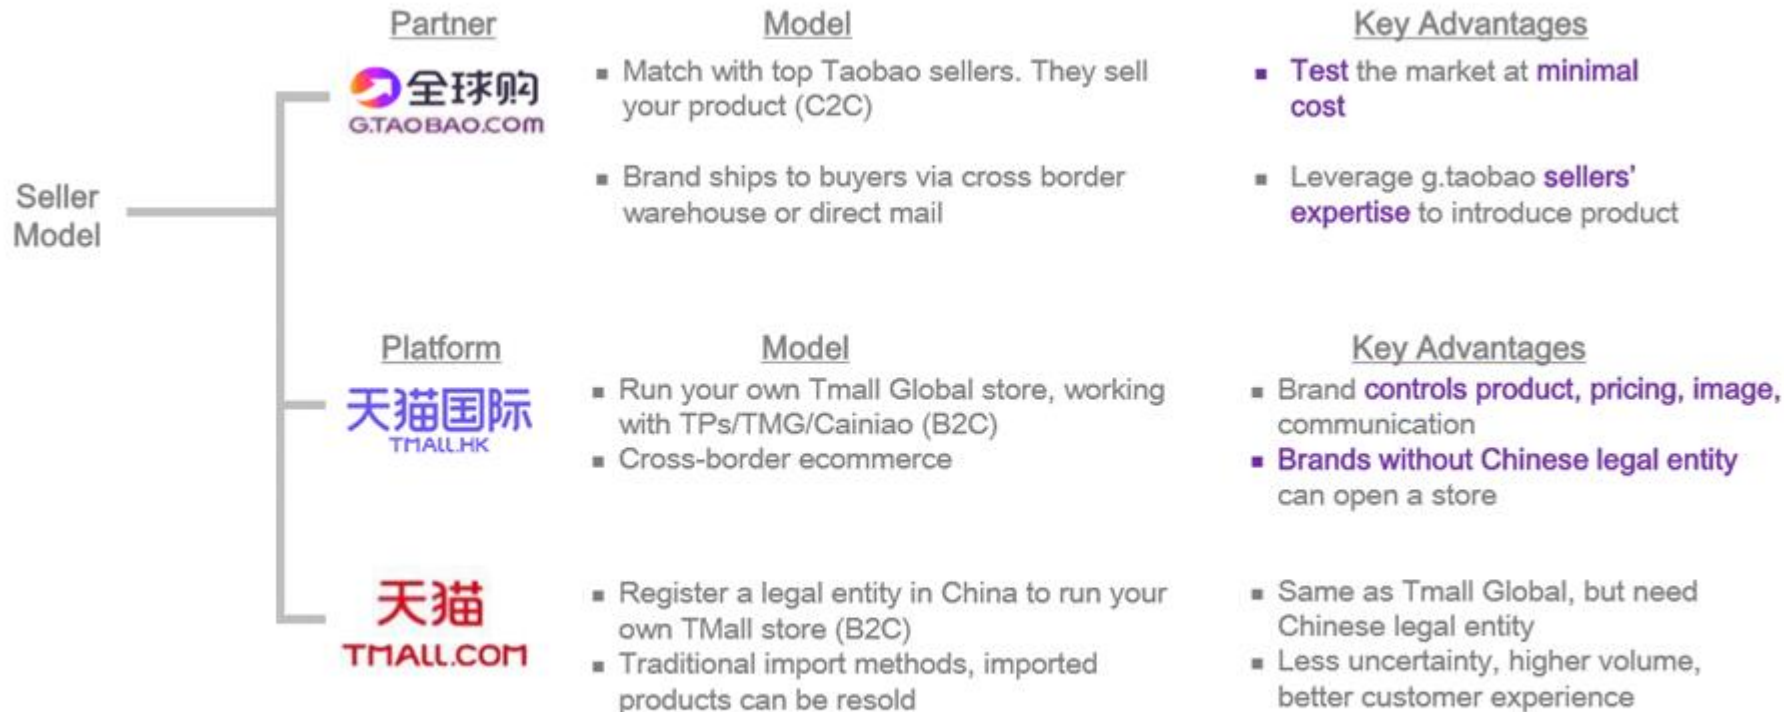 Partner
Model
Key Advantages
全球购
G.TAOBAO.COM
▪ Match with top Taobao sellers. They sell
your product (C2C)
▪ Brand ships to buyers via cross border
warehouse or direct mail
▪ Test the market at minimal
cost
▪ Leverage g.taobao sellers'
expertise to introduce product
Seller
Model
Platform
Model
Key Advantages
天猫国际
TMALL.HK
▪ Run your own Tmall Global store, working
with TPs/TMG/Cainiao (B2C)
▪ Cross-border ecommerce
▪ Brand controls product, pricing, image,
communication
▪ Brands without Chinese legal entity
can open a store
天猫
TMALL.COM
▪ Register a legal entity in China to run your
own TMall store (B2C)
▪ Traditional import methods, imported
products can be resold
▪ Same as Tmall Global, but need
Chinese legal entity
▪ Less uncertainty, higher volume,
better customer experience